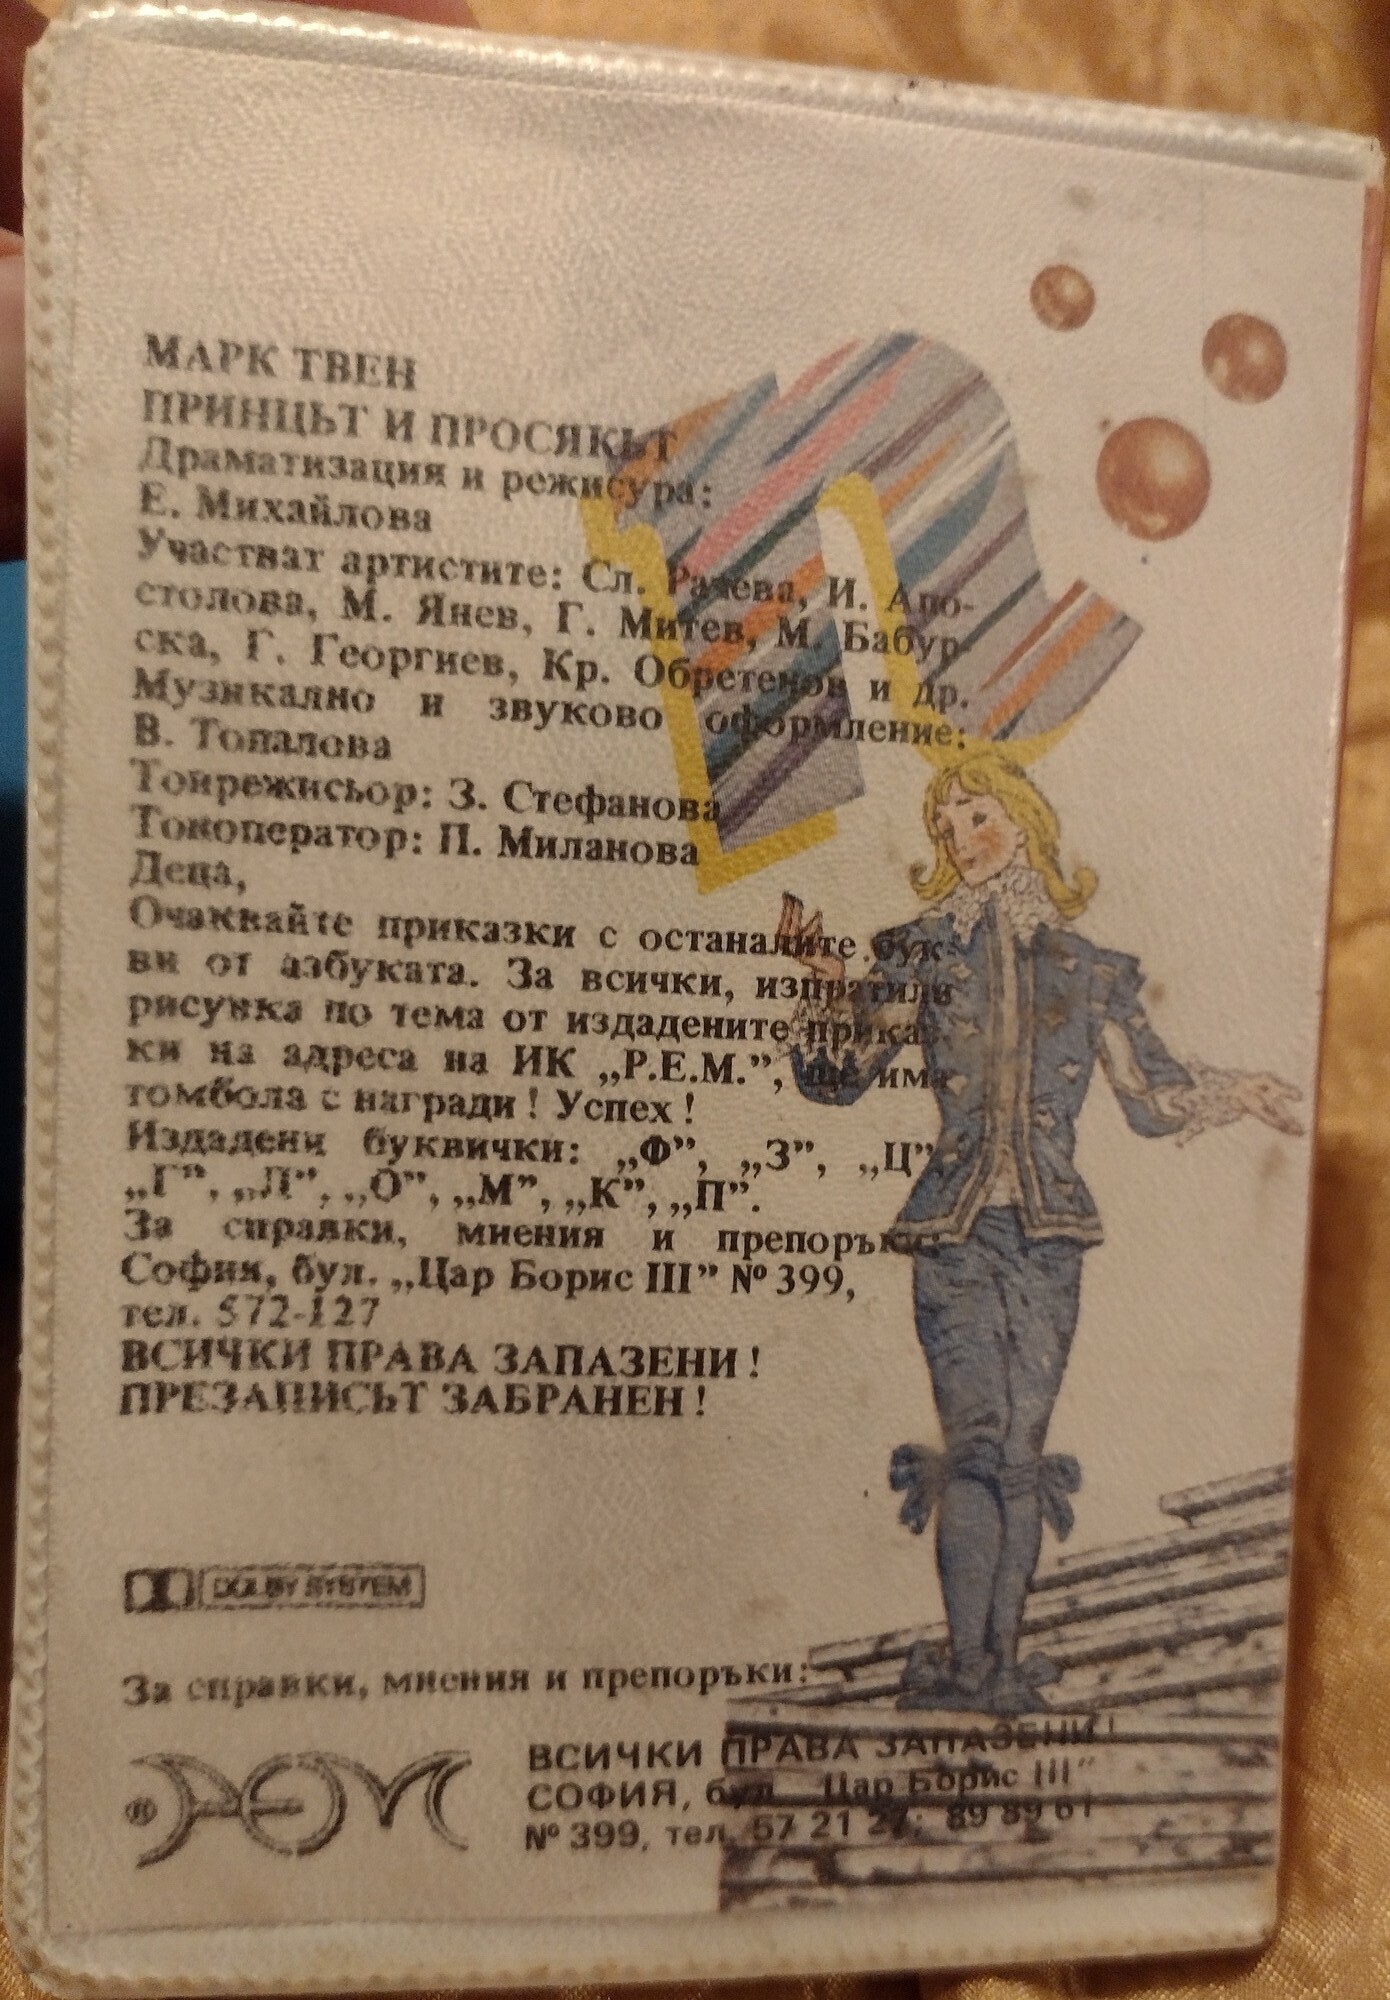 МАРК ТВЕН
ПРИНЦЪТ И ПРОСЯКЪТ
Драматизация и режисура:
Е. Михайлова
Участват артистите: Сл. Рачева, И. Апо-
столова, М. Янев, Г. Митев, М. Бабур-
ска, Г. Георгиев, Кр. Обретенов и др.
Музикално и звуково оформление:
В. Топалова
Тонрежисьор: З. Стефанова
Тоноператор: П. Миланова
Деца,
Очаквайте приказки с останалите бук-
ви от азбуката. За всички, изпратили
рисунка по тема от издадените приказ-
ки на адреса на ИК „Р.Е.М.”, ще има
томбола с награди ! Успех !
Издадени буквички: „Ф”, „З”, „Ц”,
„Г”, „Л”, „О”, „М”, „К”, „П”.
За справки, мнения и препоръки:
София, бул. „Цар Борис III” № 399,
тел. 572-127
ВСИЧКИ ПРАВА ЗАПАЗЕНИ !
ПРЕЗАПИСЪТ ЗАБРАНЕН !
DOLBY SYSTEM
За справки, мнения и препоръки:
® РЕМ
ВСИЧКИ ПРАВА ЗАПАЗЕНИ !
СОФИЯ, бул. „Цар Борис III”
№ 399, тел. 57 21 27; 89 89 61